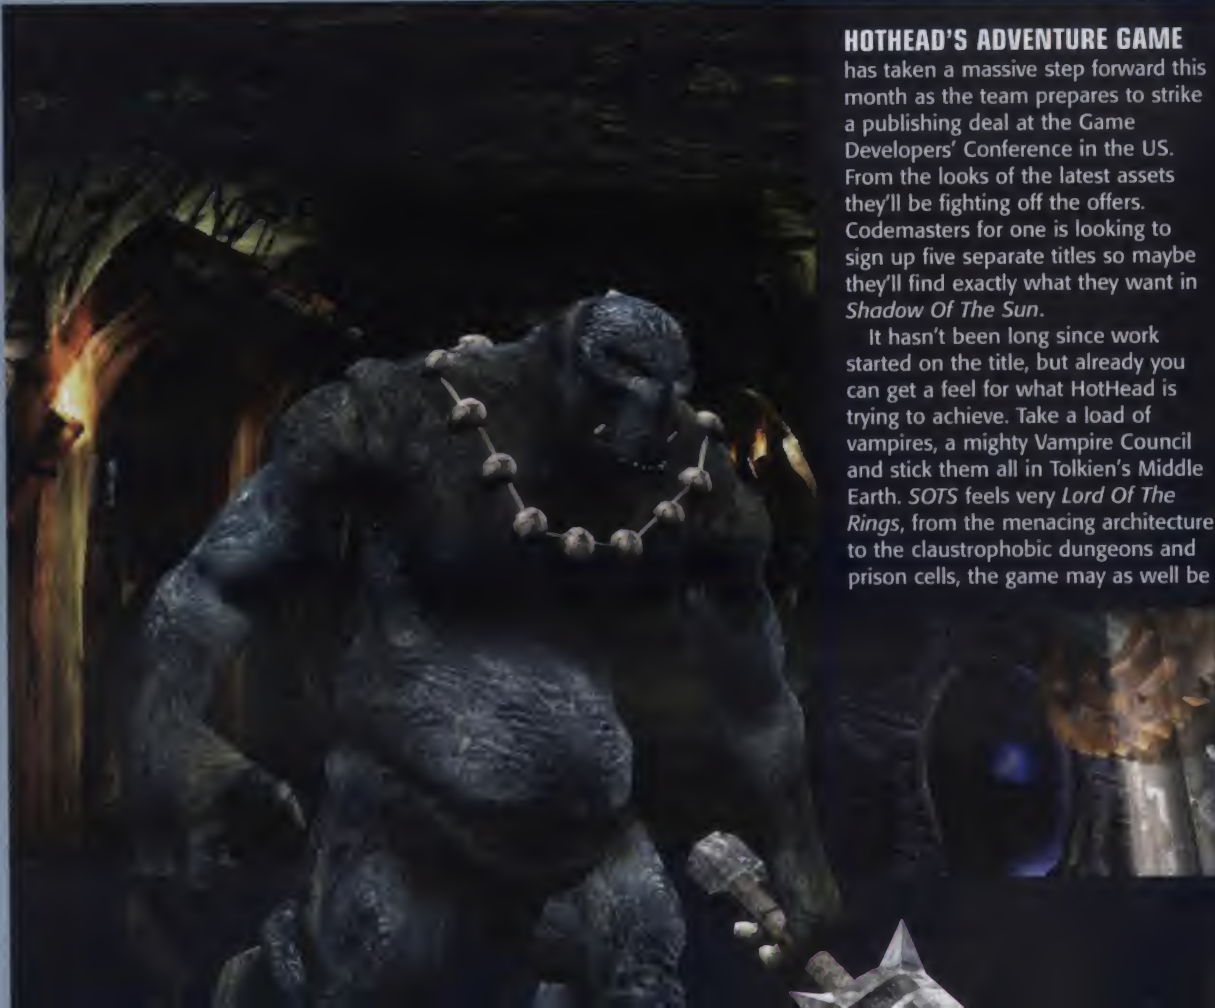 HOTHEAD'S ADVENTURE GAME
has taken a massive step forward this
month as the team prepares to strike
a publishing deal at the Game
Developers' Conference in the US.
From the looks of the latest assets
they'll be fighting off the offers.
Codemasters for one is looking to
sign up five separate titles so maybe
they'll find exactly what they want in
Shadow Of The Sun.
It hasn't been long since work
started on the title, but already you
can get a feel for what HotHead is
trying to achieve. Take a load of
vampires, a mighty Vampire Council
and stick them all in Tolkien's Middle
Earth. SOTS feels very Lord Of The
Rings, from the menacing architecture
to the claustrophobic dungeons and
prison cells, the game may as well be